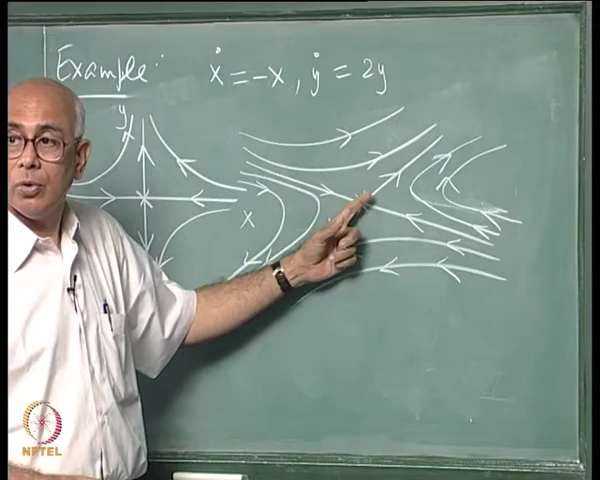 Example: ẋ = -x, ẏ = 2y
y
x
NPTEL